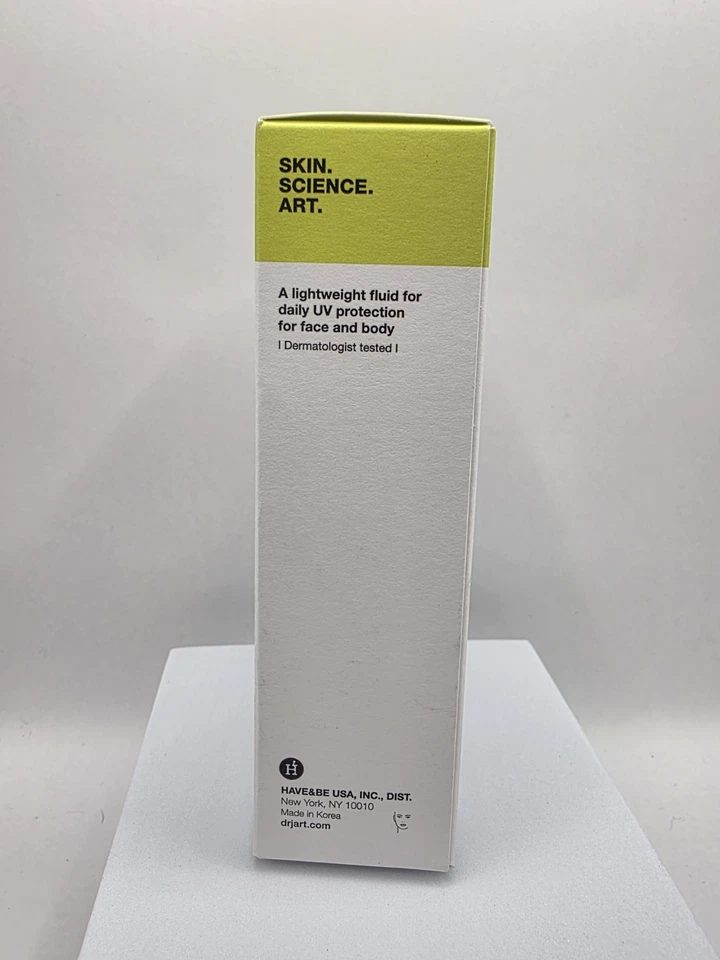 SKIN.
SCIENCE.
ART.
A lightweight fluid for
daily UV protection
for face and body
I Dermatologist tested I
H
HAVE&BE USA, INC., DIST.
New York, NY 10010
Made in Korea
drjart.com